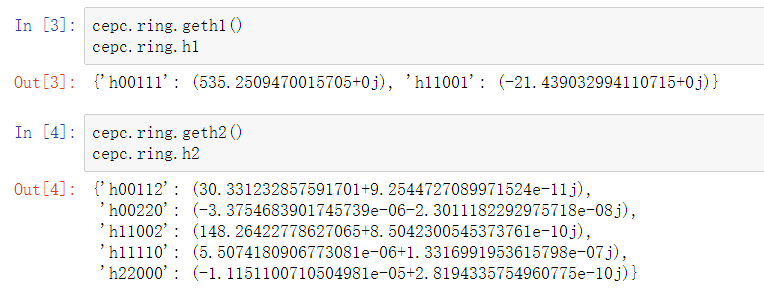 In [3]: cepc.ring.geth1()
cepc.ring.h1
Out[3]: {'h00111': (535.2509470015705+0j), 'h11001': (-21.439032994110715+0j)}
In [4]: cepc.ring.geth2()
cepc.ring.h2
Out[4]: {'h00112': (30.331232857591701+9.2544727089971524e-11j),
'h00220': (-3.3754683901745739e-06-2.3011182292975718e-08j),
'h11002': (148.26422778627065+8.5042300545373761e-10j),
'h11110': (5.5074180906773081e-06+1.3316991953615798e-07j),
'h22000': (-1.1151100710504981e-05+2.8194335754960775e-10j)}